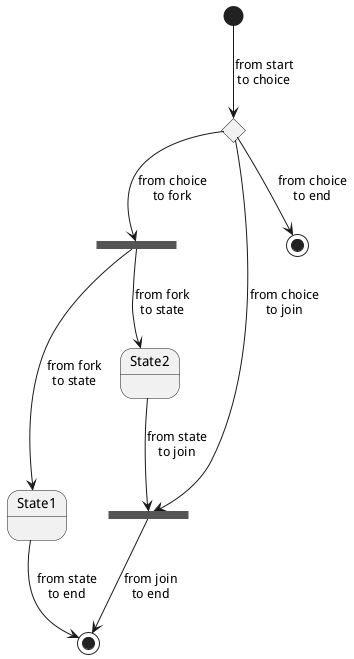 from start
to choice
from choice
to fork
from choice
to end
from fork
to state
from choice
to join
State2
from fork
to state
from state
to join
State1
from state
to end
from join
to end